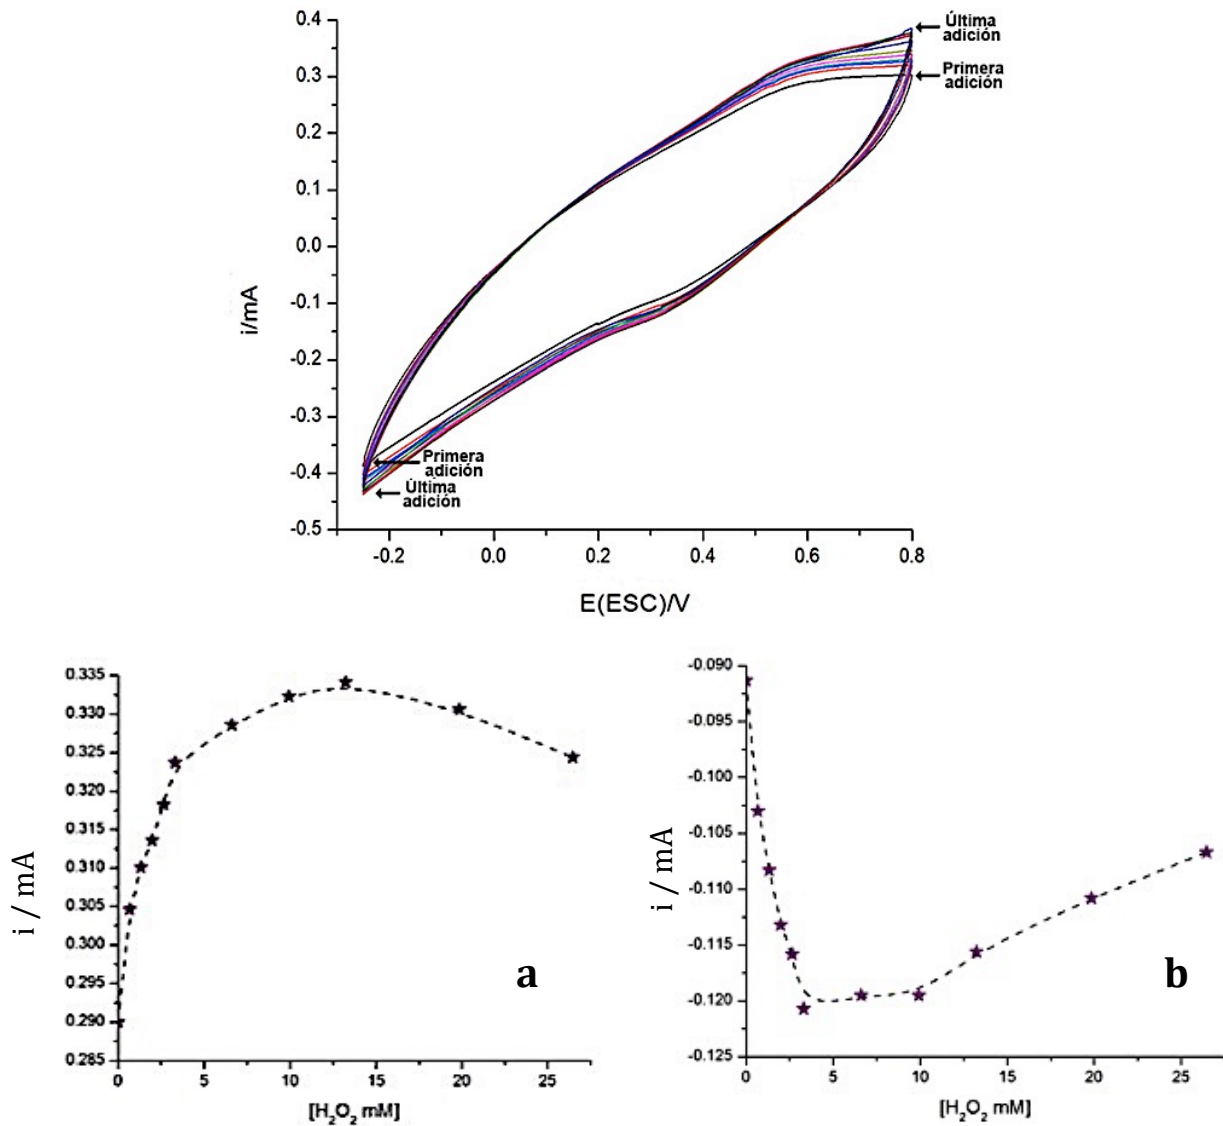 0.4
0.3
0.2
0.1
0.0
-0.1
-0.2
-0.3
-0.4
-0.5
i/mA
Última
adición
Primera
adición
Primera
adición
Última
adición
-0.2 0.0 0.2 0.4 0.6 0.8
E(ESC)/V
0.335
0.330
0.325
0.320
0.315
0.310
0.305
0.300
0.295
0.290
0.285
i / mA
a
0 5 10 15 20 25
[H₂O₂ mM]
-0.090
-0.095
-0.100
-0.105
-0.110
-0.115
-0.120
-0.125
i / mA
b
0 5 10 15 20 25
[H₂O₂ mM]